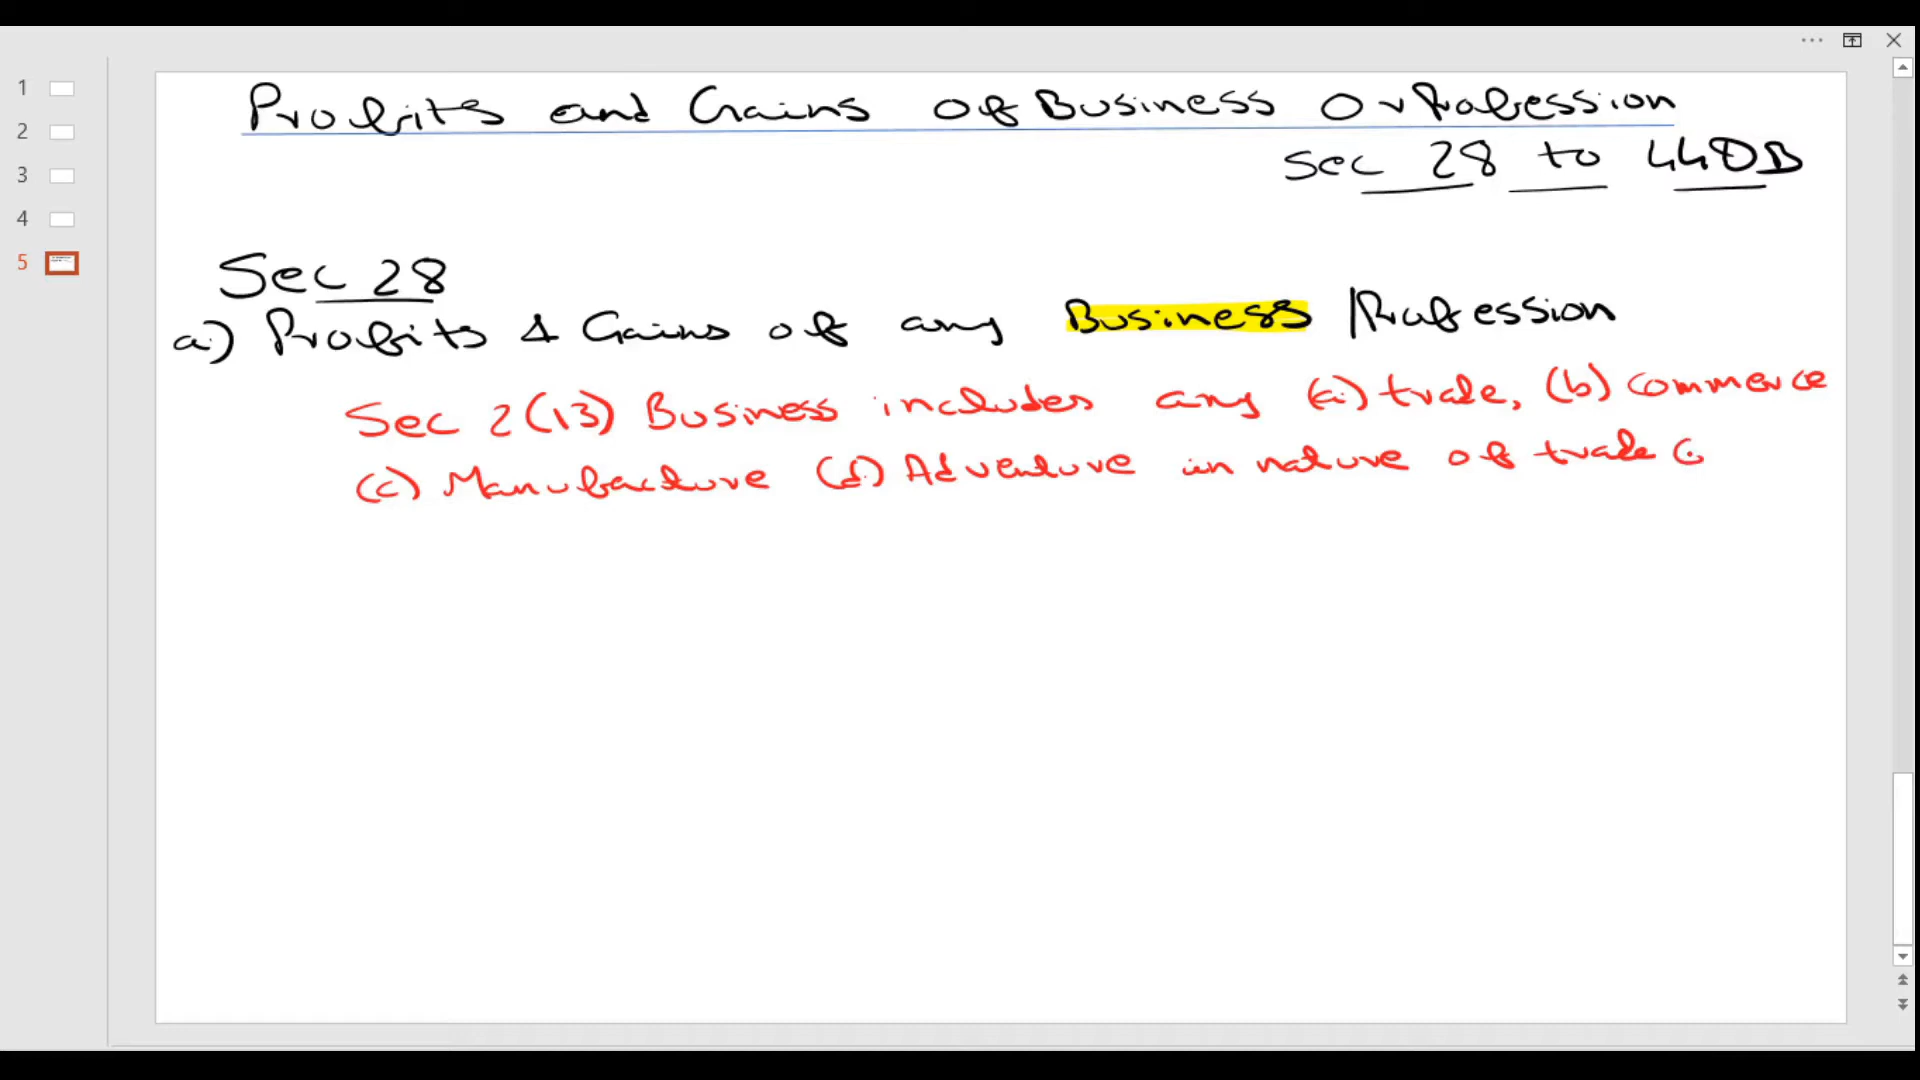 1
2
3
4
5
Profits and Gains Of Business Or Profession
Sec 28 to 44DB
Sec 28
a) Profits & Gains of any Business /Profession
Sec 2(13) Business includes any (a) trade, (b) commerce
(c) Manufacture (d) Adventure in nature of trade (